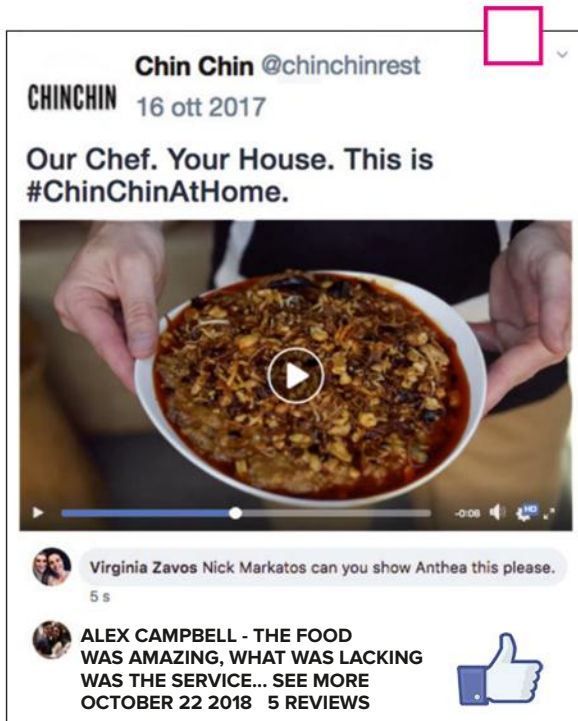 Chin Chin @chinchinrest
CHINCHIN
16 ott 2017
Our Chef. Your House. This is
#ChinChinAtHome.
-0:08
HD
Virginia Zavos Nick Markatos can you show Anthea this please.
5 s
ALEX CAMPBELL - THE FOOD
WAS AMAZING, WHAT WAS LACKING
WAS THE SERVICE... SEE MORE
OCTOBER 22 2018 5 REVIEWS